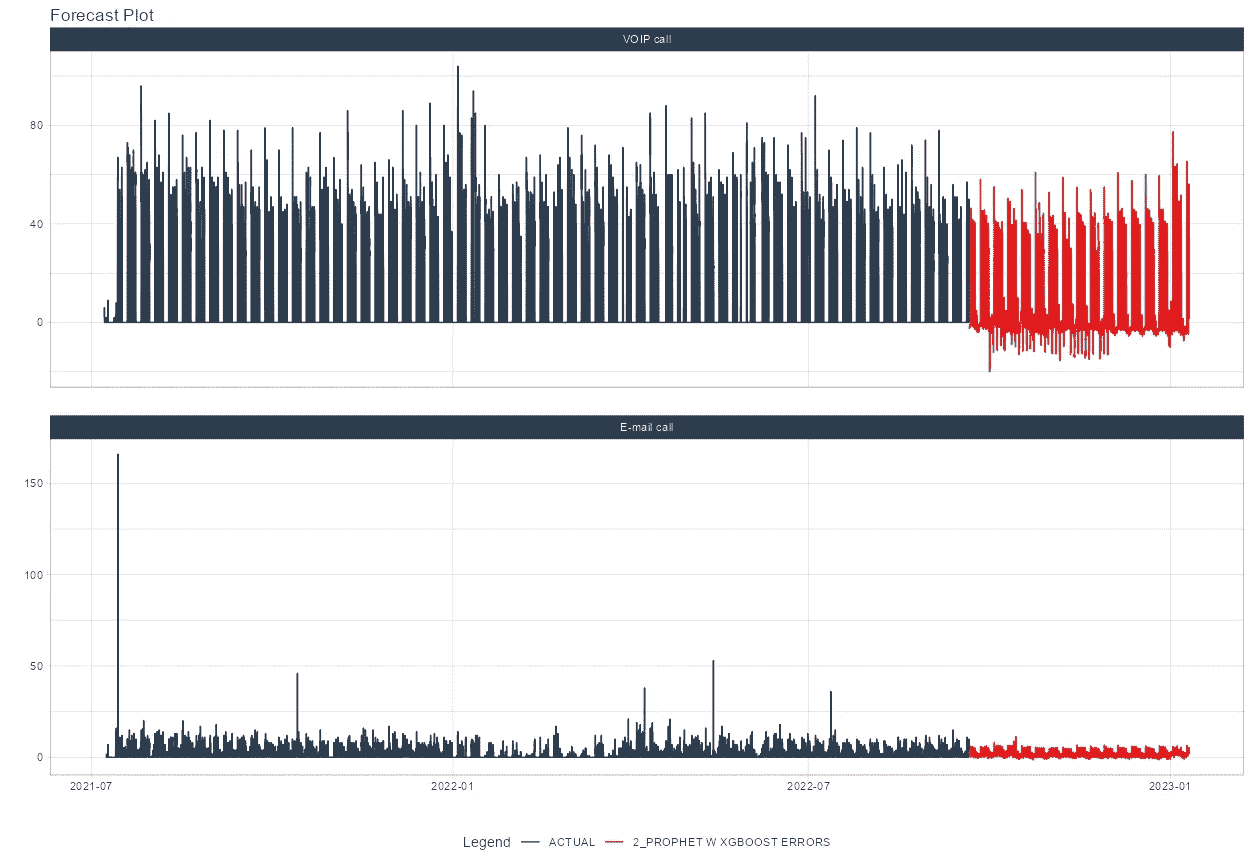 Forecast Plot
VOIP call
80
40
0
E-mail call
150
100
50
0
2021-07 2022-01 2022-07 2023-01
Legend ACTUAL 2_PROPHET W XGBOOST ERRORS